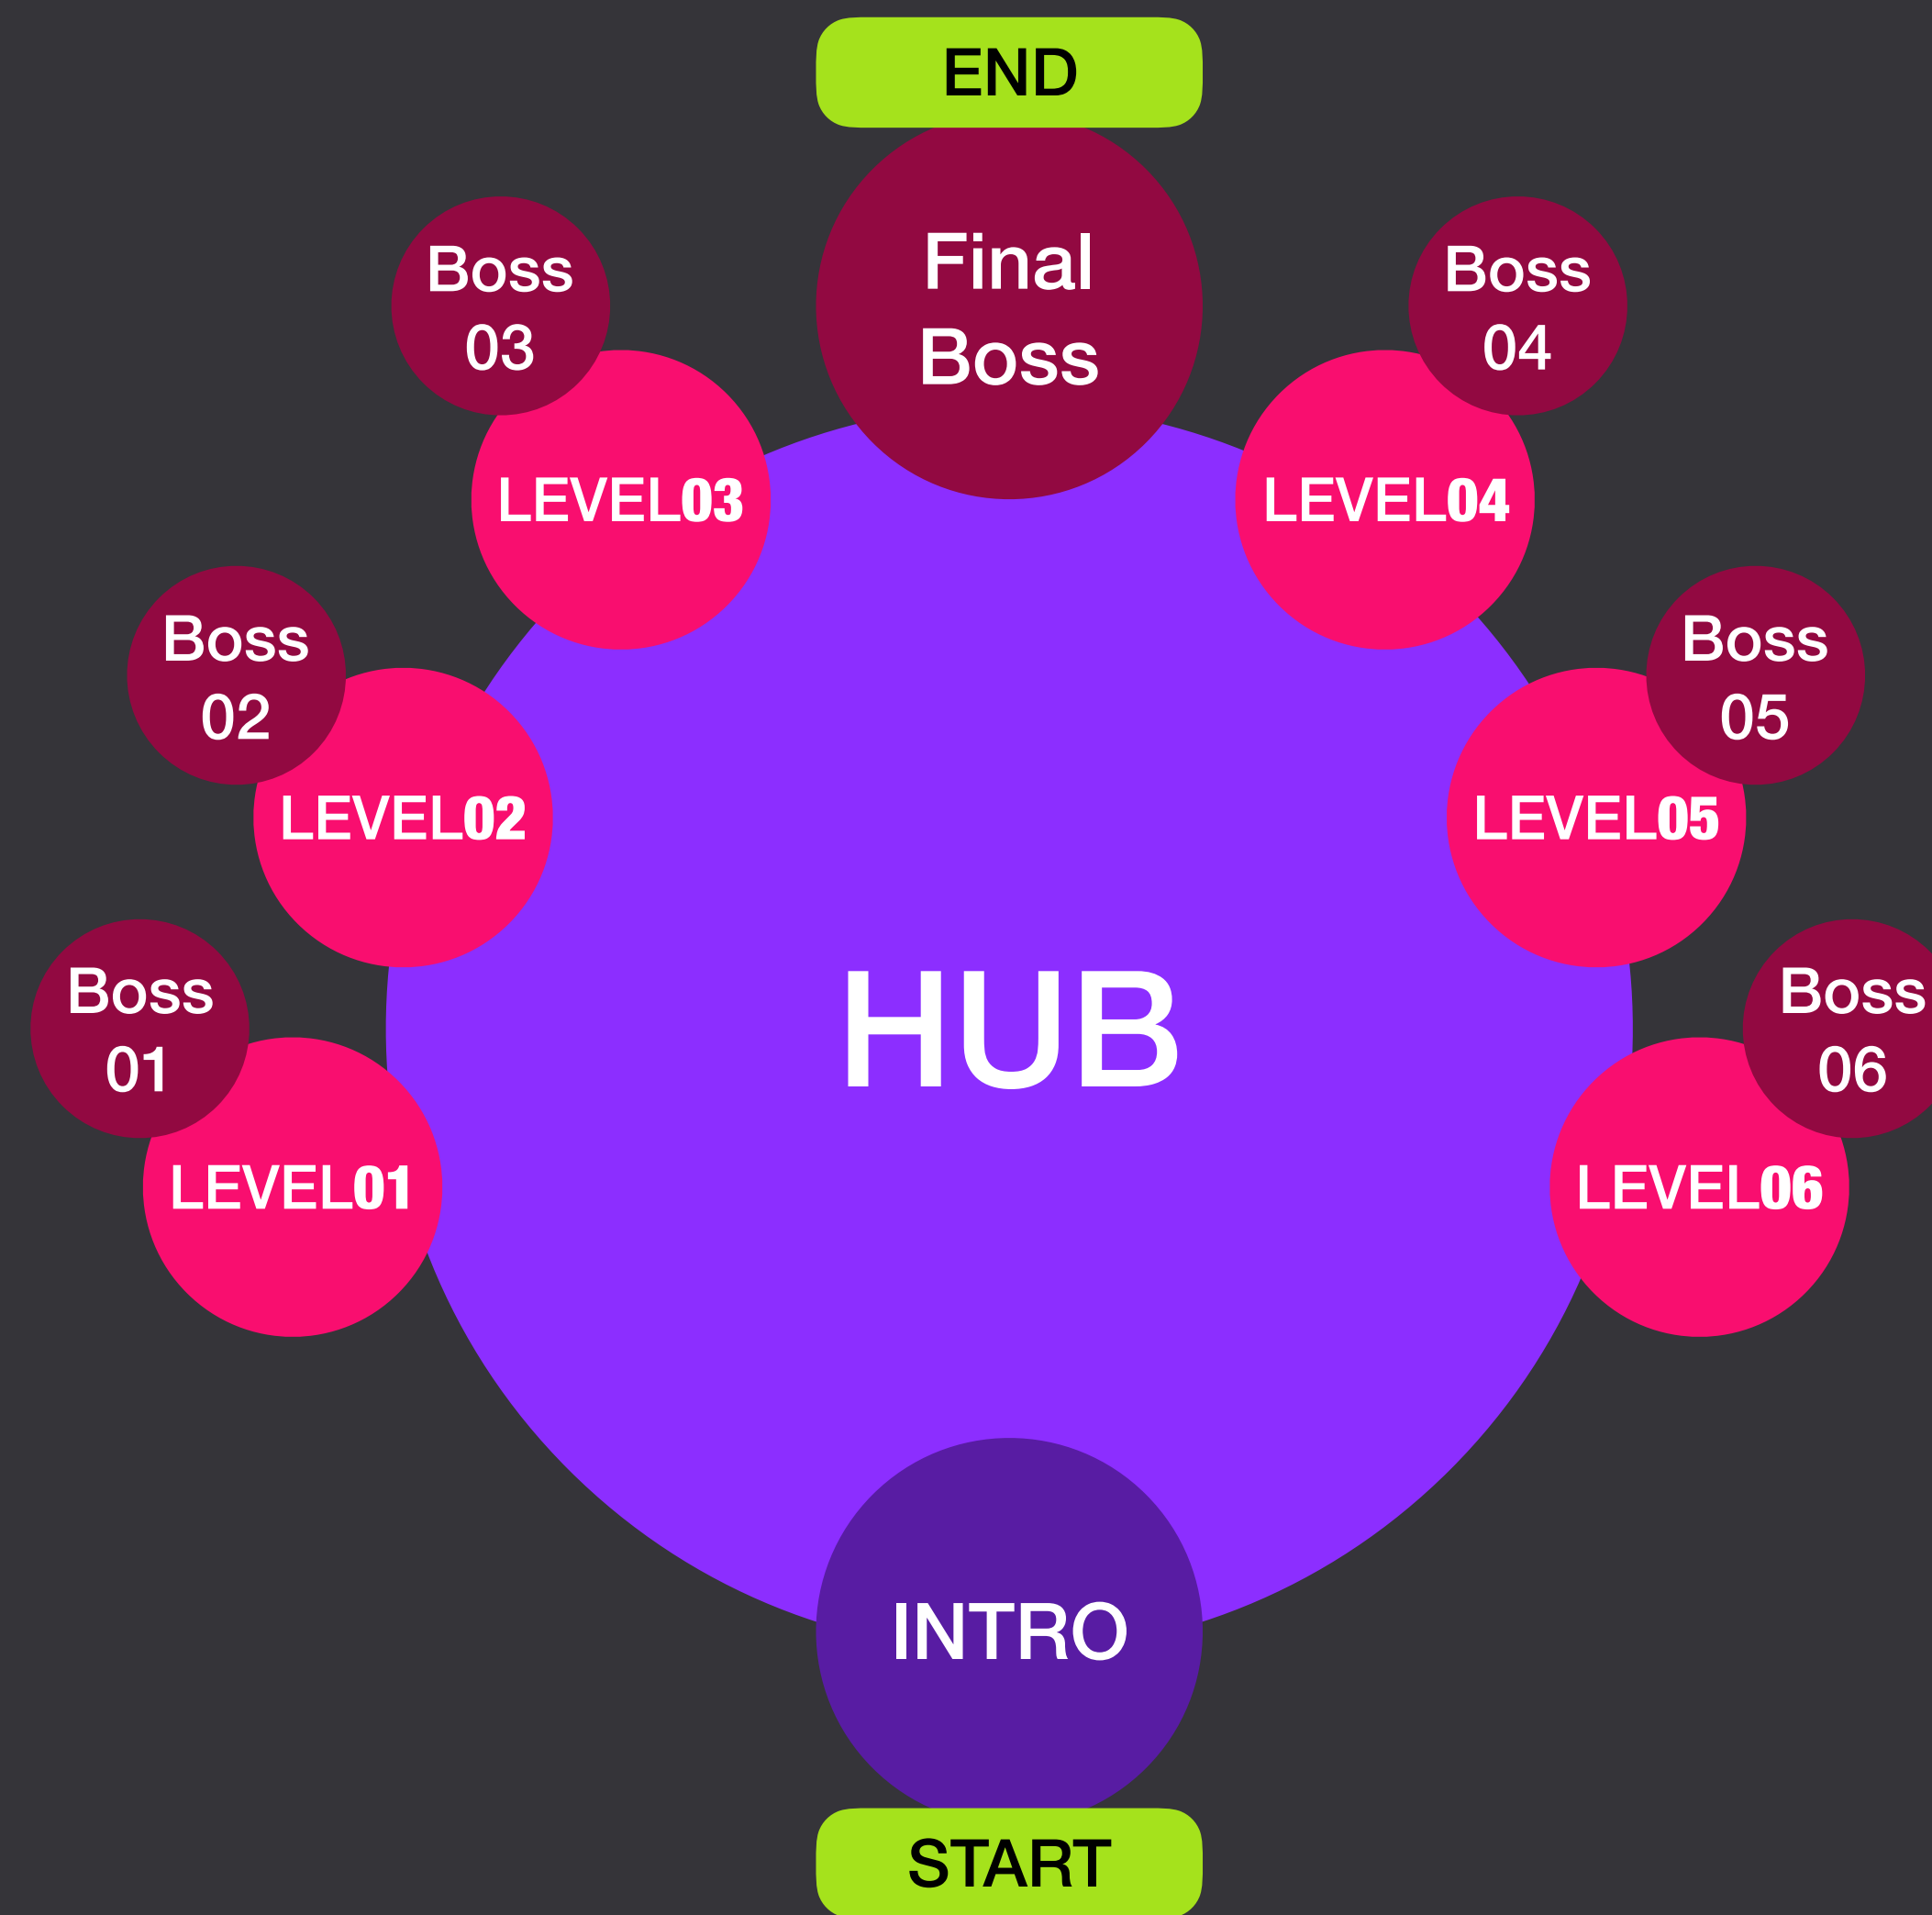 END
Final
Boss
Boss
03
Boss
04
LEVEL03
LEVEL04
Boss
02
Boss
05
LEVEL02
LEVEL05
HUB
Boss
01
Boss
06
LEVEL01
LEVEL06
INTRO
START